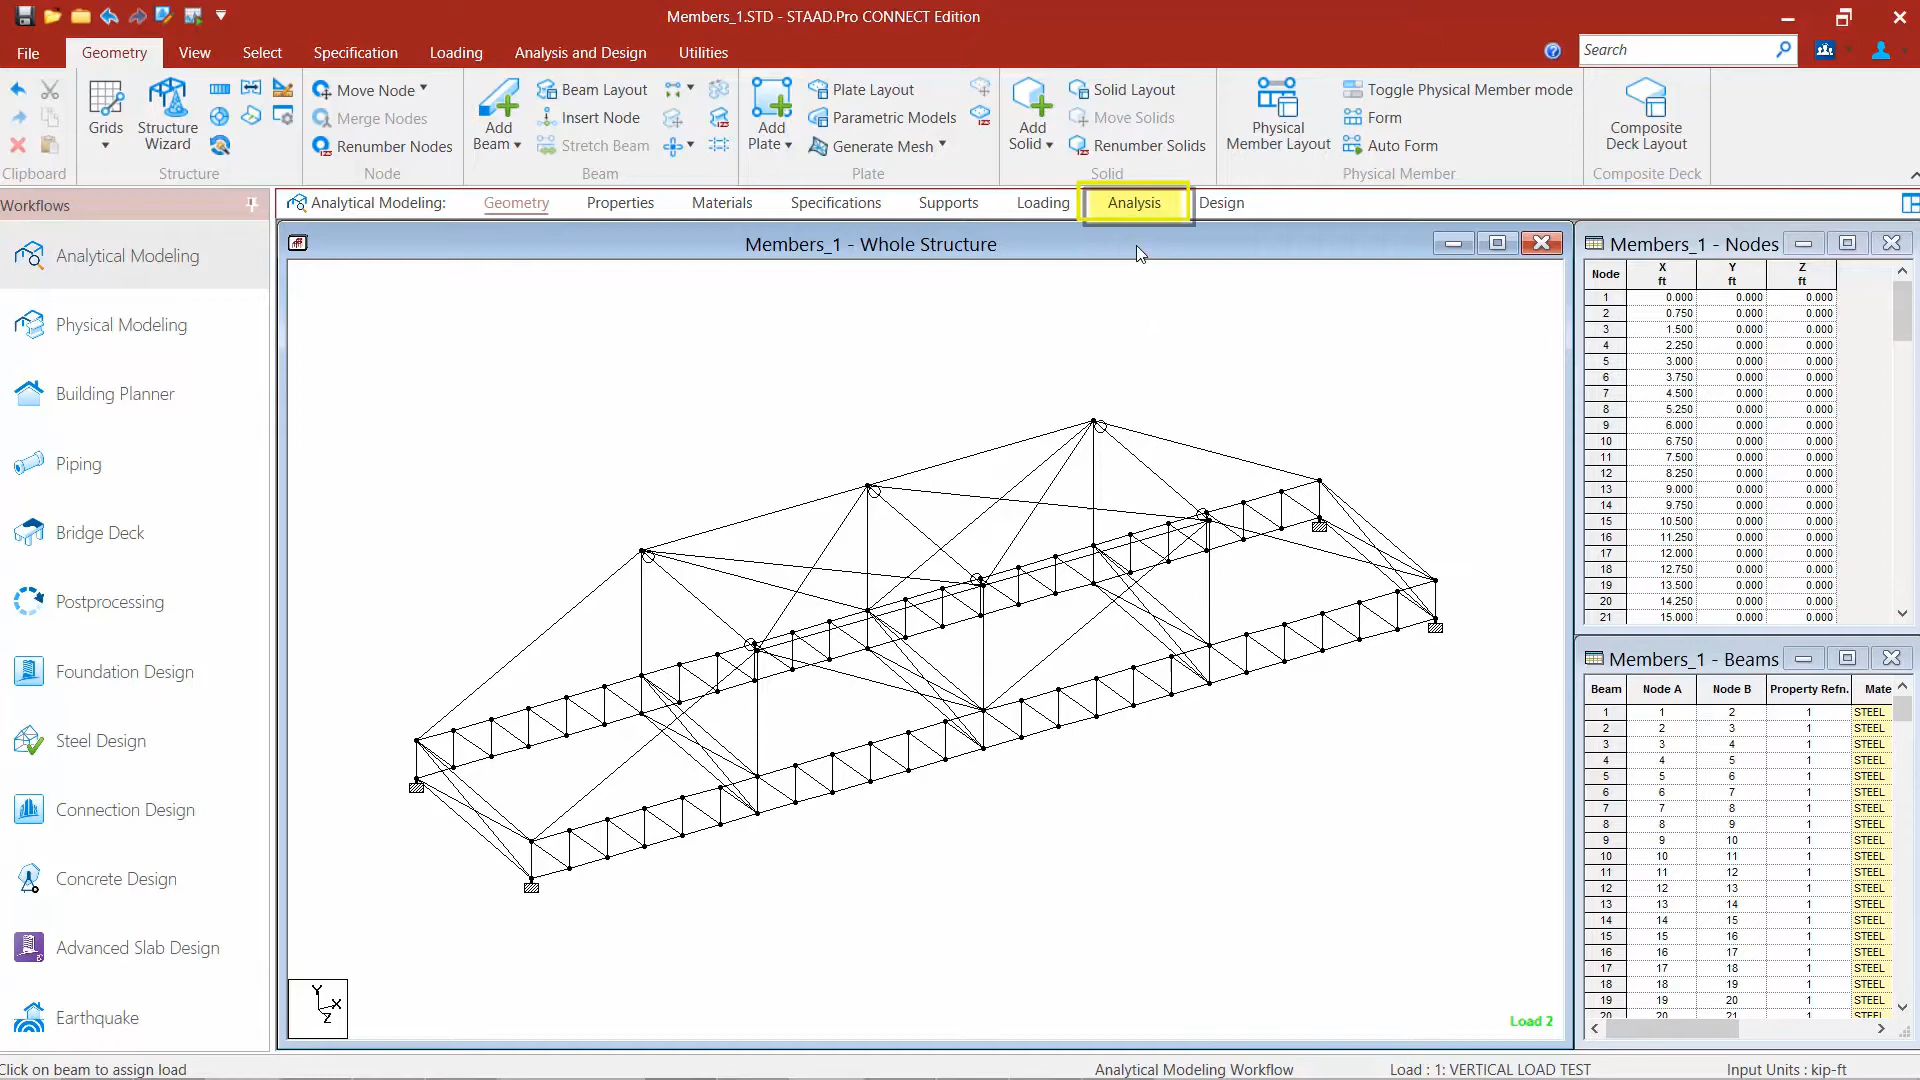 Members_1.STD - STAAD.Pro CONNECT Edition
File Geometry View Select Specification Loading Analysis and Design Utilities Search
Grids
Structure Wizard
Move Node
Merge Nodes
Renumber Nodes
Add Beam
Beam Layout
Insert Node
Stretch Beam
Add Plate
Plate Layout
Parametric Models
Generate Mesh
Add Solid
Solid Layout
Move Solids
Renumber Solids
Physical Member Layout
Toggle Physical Member mode
Form
Auto Form
Composite Deck Layout
Clipboard Structure Node Beam Plate Solid Physical Member Composite Deck
Workflows
Analytical Modeling: Geometry Properties Materials Specifications Supports Loading Analysis Design
Analytical Modeling
Physical Modeling
Building Planner
Piping
Bridge Deck
Postprocessing
Foundation Design
Steel Design
Connection Design
Concrete Design
Advanced Slab Design
Earthquake
Members_1 - Whole Structure
Y
X
Z
Load 2
Members_1 - Nodes
Node X ft Y ft Z ft
1 0.000 0.000 0.000
2 0.750 0.000 0.000
3 1.500 0.000 0.000
4 2.250 0.000 0.000
5 3.000 0.000 0.000
6 3.750 0.000 0.000
7 4.500 0.000 0.000
8 5.250 0.000 0.000
9 6.000 0.000 0.000
10 6.750 0.000 0.000
11 7.500 0.000 0.000
12 8.250 0.000 0.000
13 9.000 0.000 0.000
14 9.750 0.000 0.000
15 10.500 0.000 0.000
16 11.250 0.000 0.000
17 12.000 0.000 0.000
18 12.750 0.000 0.000
19 13.500 0.000 0.000
20 14.250 0.000 0.000
21 15.000 0.000 0.000
Members_1 - Beams
Beam Node A Node B Property Refn. Mate
1 1 2 1 STEEL
2 2 3 1 STEEL
3 3 4 1 STEEL
4 4 5 1 STEEL
5 5 6 1 STEEL
6 6 7 1 STEEL
7 7 8 1 STEEL
8 8 9 1 STEEL
9 9 10 1 STEEL
10 10 11 1 STEEL
11 11 12 1 STEEL
12 12 13 1 STEEL
13 13 14 1 STEEL
14 14 15 1 STEEL
15 15 16 1 STEEL
16 16 17 1 STEEL
17 17 18 1 STEEL
18 18 19 1 STEEL
19 19 20 1 STEEL
20 20 21 1 STEEL
Click on beam to assign load Analytical Modeling Workflow Load : 1: VERTICAL LOAD TEST Input Units : kip-ft